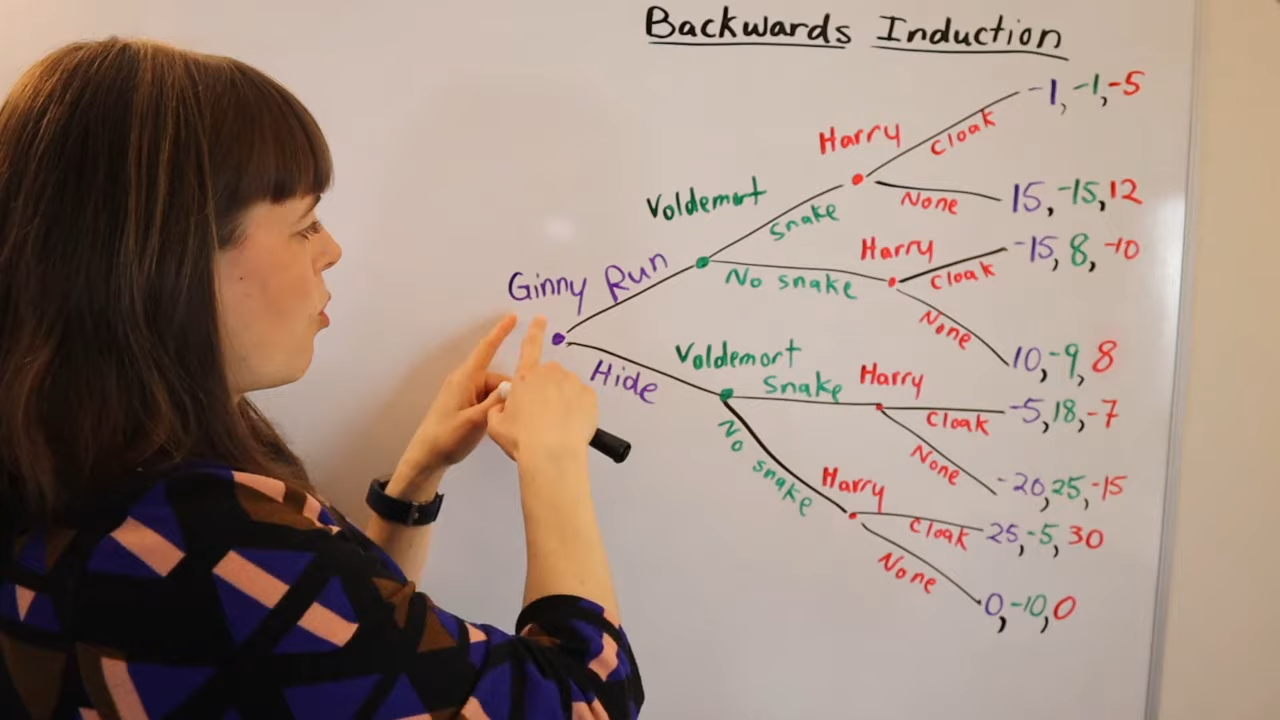 Backwards Induction
-1, -1, -5
Harry
Cloak
None
15, -15, 12
Voldemort
Snake
Harry
Cloak
-15, 8, -10
Ginny Run
No snake
None
10, -9, 8
Voldemort
Hide
Snake
Harry
Cloak
-5, 18, -7
None
-20, 25, -15
No snake
Harry
Cloak
25, -5, 30
None
0, -10, 0